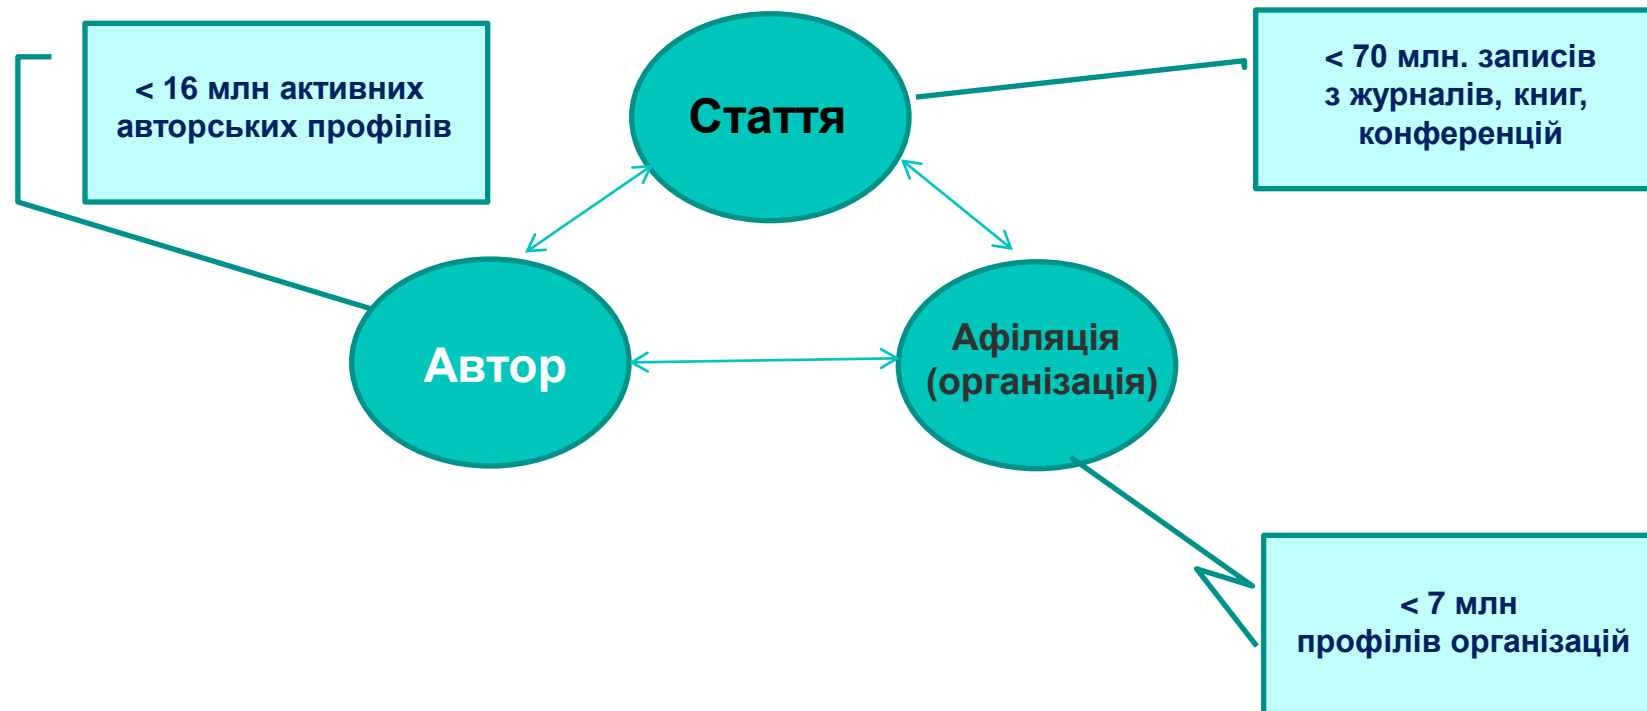 < 16 млн активних
авторських профілів
Стаття
< 70 млн. записів
з журналів, книг,
конференцій
Автор
Афіляція
(організація)
< 7 млн
профілів організацій